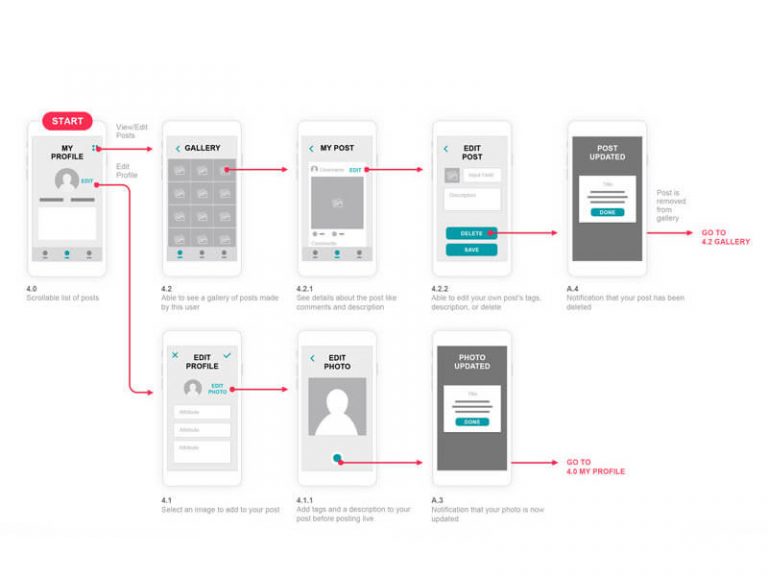 START
View/Edit
Posts
MY
PROFILE
EDIT
Edit
Profile
4.0
Scrollable list of posts
GALLERY
4.2
Able to see a gallery of posts made
by this user
MY POST
Username
EDIT
Comments
4.2.1
See details about the post like
comments and description
EDIT
POST
Input Field
Description
DELETE
SAVE
4.2.2
Able to edit your own post's tags,
description, or delete
POST
UPDATED
Title
DONE
A.4
Notification that your post has been
deleted
Post is
removed
from
gallery
GO TO
4.2 GALLERY
EDIT
PROFILE
EDIT
PHOTO
Attribute
Attribute
Attribute
4.1
Select an image to add to your post
EDIT
PHOTO
4.1.1
Add tags and a description to your
post before posting live
PHOTO
UPDATED
Title
DONE
A.3
Notification that your photo is now
updated
GO TO
4.0 MY PROFILE